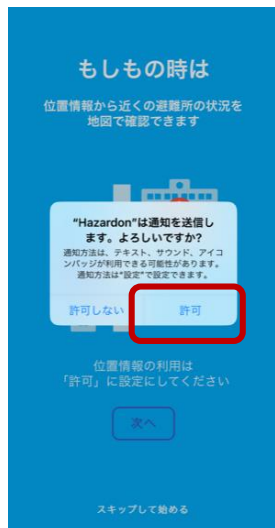 もしもの時は
位置情報から近くの避難所の状況を
地図で確認できます
"Hazardon"は通知を送信し
ます。よろしいですか?
通知方法は、テキスト、サウンド、アイコ
ンバッジが利用できる可能性があります。
通知方法は"設定"で設定できます。
許可しない
許可
位置情報の利用は
「許可」に設定にしてください
次へ
スキップして始める